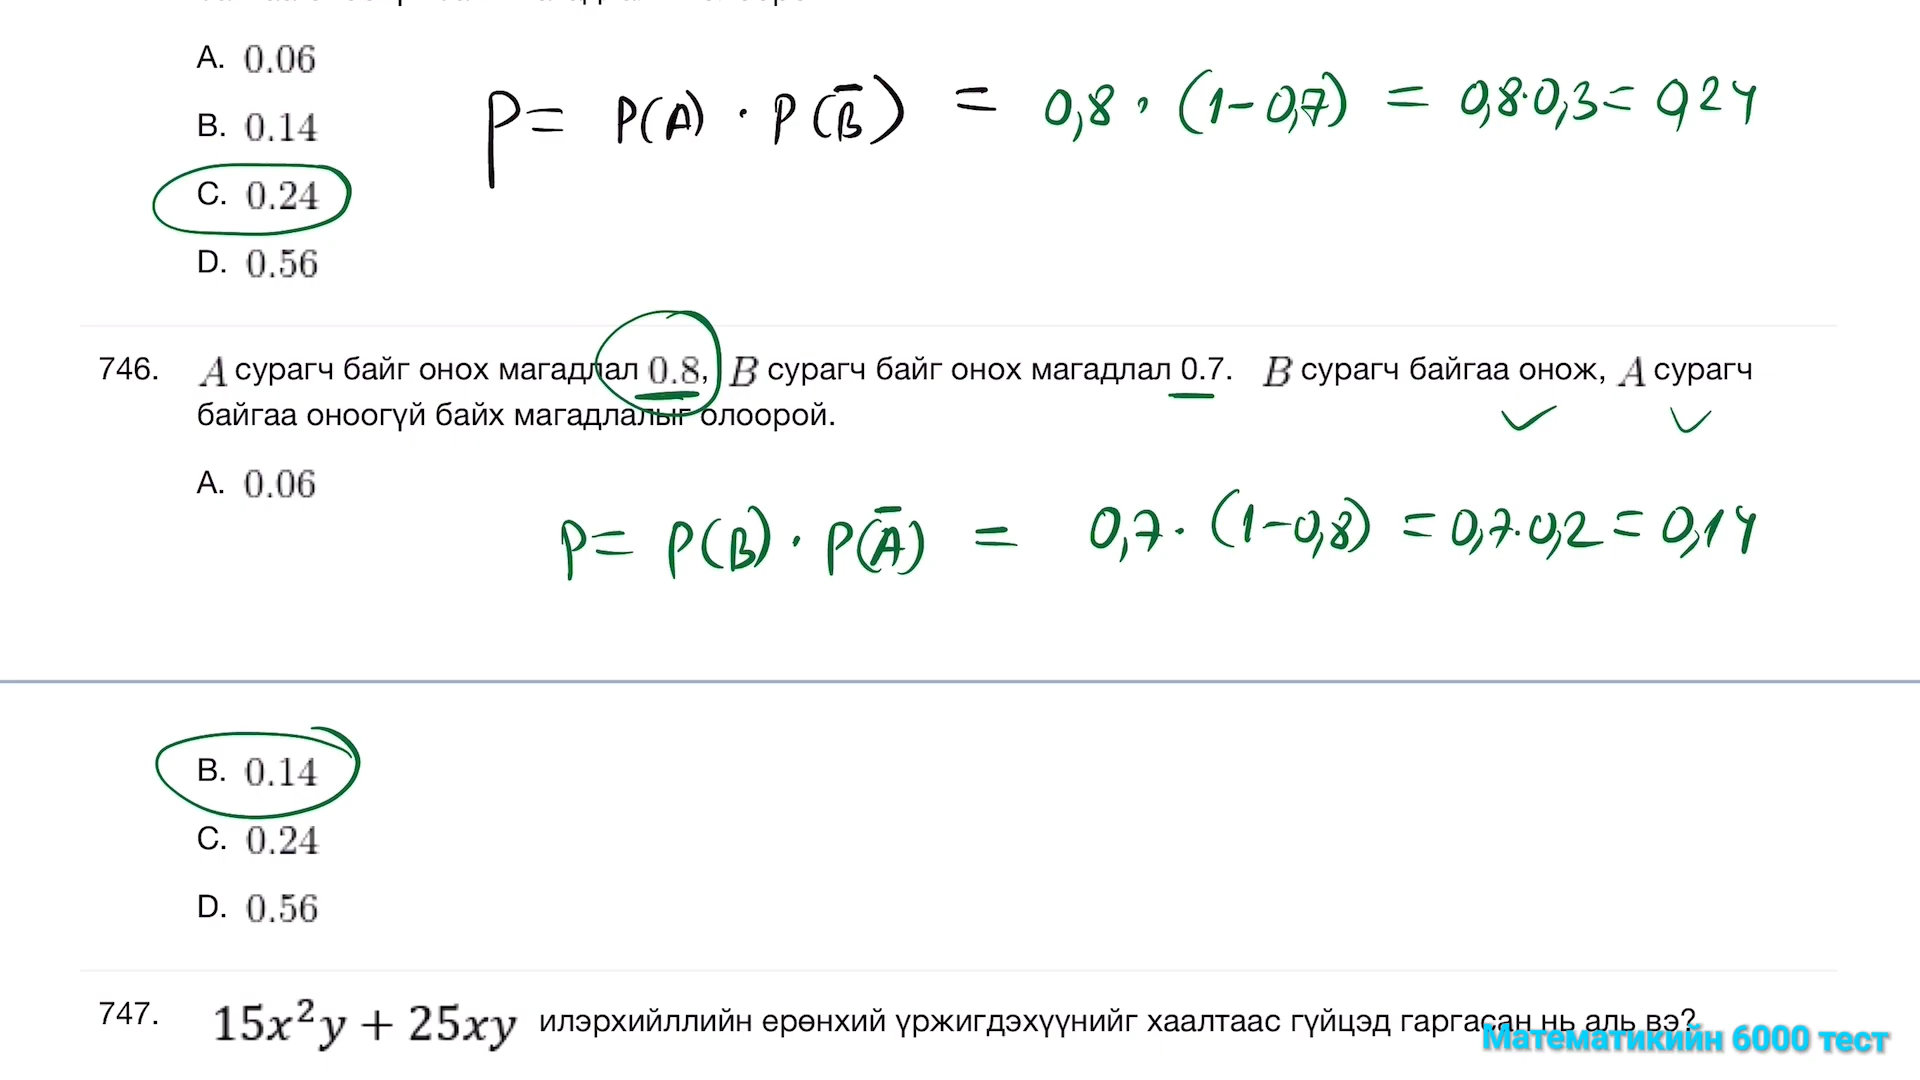 A. 0.06
P = P(A) · P(B̄) = 0,8 · (1-0,7) = 0,8·0,3 = 0,24
B. 0.14
C. 0.24
D. 0.56
746. A сурагч байг онох магадлал 0.8, B сурагч байг онох магадлал 0.7. B сурагч байгаа онож, A сурагч
байгаа оноогүй байх магадлалыг олоорой.
A. 0.06
P = P(B) · P(Ā) = 0,7 · (1-0,8) = 0,7·0,2 = 0,14
B. 0.14
C. 0.24
D. 0.56
747. 15x²y + 25xy илэрхийллийн ерөнхий үржигдэхүүнийг хаалтаас гүйцэд гаргасан нь аль вэ?
Математикийн 6000 тест